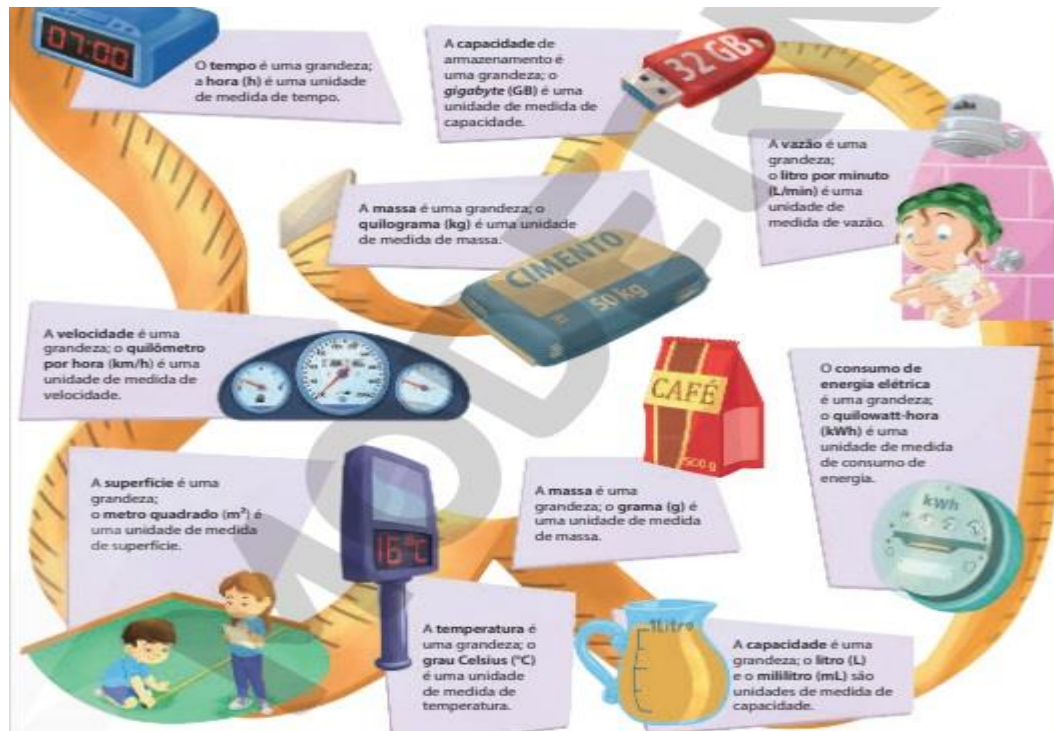 07:00
O tempo é uma grandeza;
a hora (h) é uma unidade
de medida de tempo.
A capacidade de
armazenamento é
uma grandeza; o
gigabyte (GB) é uma
unidade de medida de
capacidade.
32 GB
A vazão é uma
grandeza;
o litro por minuto
(L/min) é uma
unidade de
medida de vazão.
A massa é uma grandeza; o
quilograma (kg) é uma unidade
de medida de massa.
CIMENTO
50 kg
A velocidade é uma
grandeza; o quilômetro
por hora (km/h) é uma
unidade de medida de
velocidade.
CAFÉ
500 g
O consumo de
energia elétrica
é uma grandeza;
o quilowatt-hora
(kWh) é uma
unidade de medida
de consumo de
energia.
kWh
A superfície é uma
grandeza;
o metro quadrado (m²) é
uma unidade de medida
de superfície.
16°C
A massa é uma
grandeza; o grama (g) é
uma unidade de medida
de massa.
A temperatura é
uma grandeza; o
grau Celsius (°C)
é uma unidade
de medida de
temperatura.
1Litro
A capacidade é uma
grandeza; o litro (L)
e o mililitro (mL) são
unidades de medida de
capacidade.